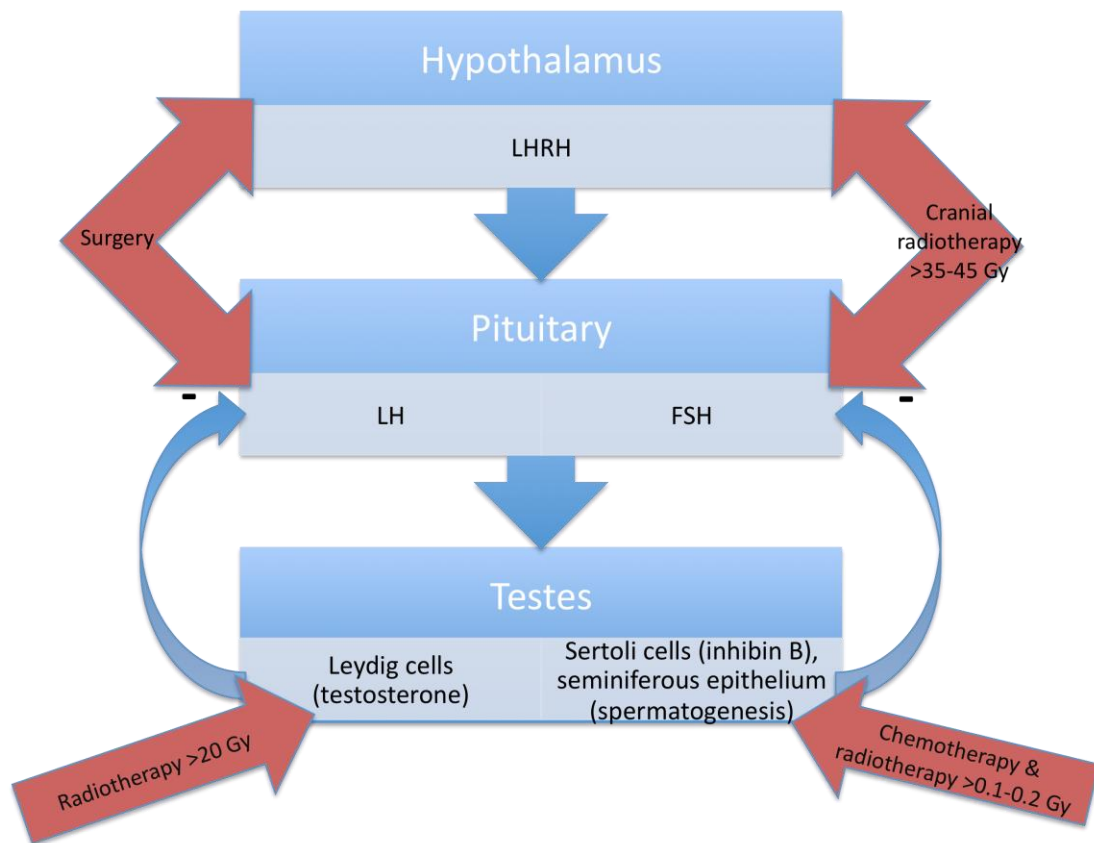 Hypothalamus
LHRH
Surgery
Cranial
radiotherapy
>35-45 Gy
Pituitary
-
-
LH
FSH
Testes
Leydig cells
(testosterone)
Sertoli cells (inhibin B),
seminiferous epithelium
(spermatogenesis)
Radiotherapy >20 Gy
Chemotherapy &
radiotherapy >0.1-0.2 Gy